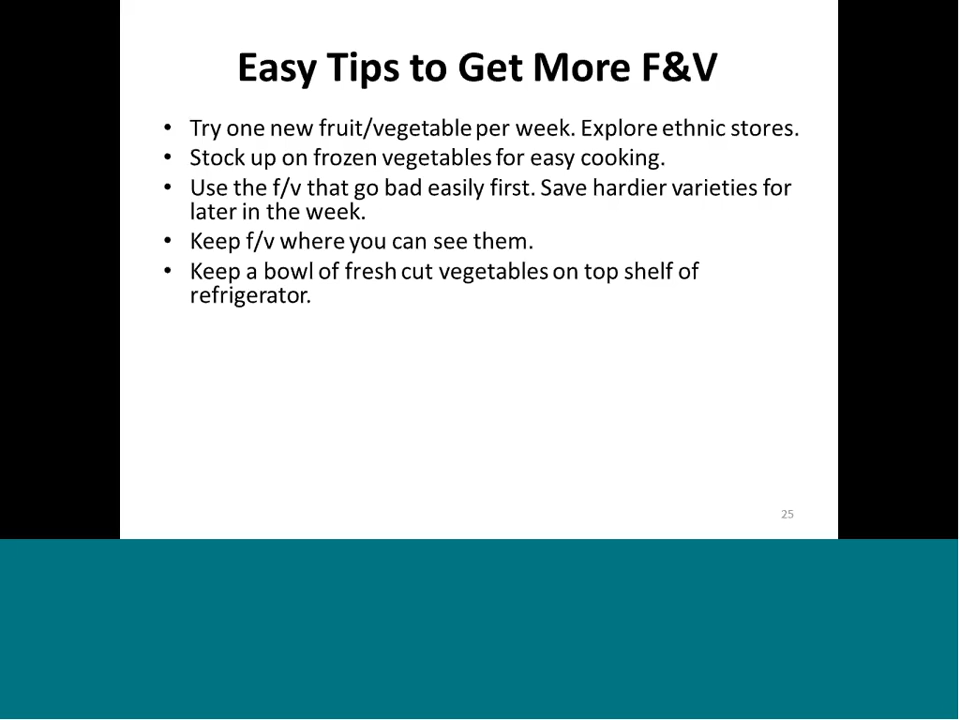 Easy Tips to Get More F&V
• Try one new fruit/vegetable per week. Explore ethnic stores.
• Stock up on frozen vegetables for easy cooking.
• Use the f/v that go bad easily first. Save hardier varieties for
later in the week.
• Keep f/v where you can see them.
• Keep a bowl of fresh cut vegetables on top shelf of
refrigerator.
25